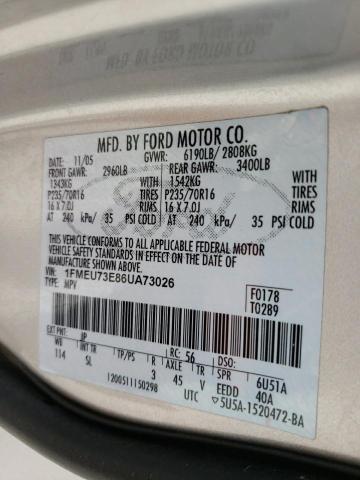 MFD. BY FORD MOTOR CO.
11/05 GVWR: 6190LB/ 2808KG
FRONT GAWR: 2960LB REAR GAWR: 3400LB
1343KG WITH 1542KG WITH
P235/70R16 TIRES P235/70R16 TIRES
16 X 7.0J RIMS 16 X 7.0J RIMS
AT 240 kPa/ 35 PSI COLD AT 240 kPa/ 35 PSI COLD
THIS VEHICLE CONFORMS TO ALL APPLICABLE FEDERAL MOTOR
VEHICLE SAFETY STANDARDS IN EFFECT ON THE DATE OF
MANUFACTURE SHOWN ABOVE.
VIN: 1FMEU73E86UA73026
TYPE: MPV
F0178
T0289
JP RC: 56 DSO:
WB TP/PS AXLE TR SPR
114 SL 3 45 V EEDD 6U51A 40A
1200511150298 UTC ▽5U5A-1520472-BA